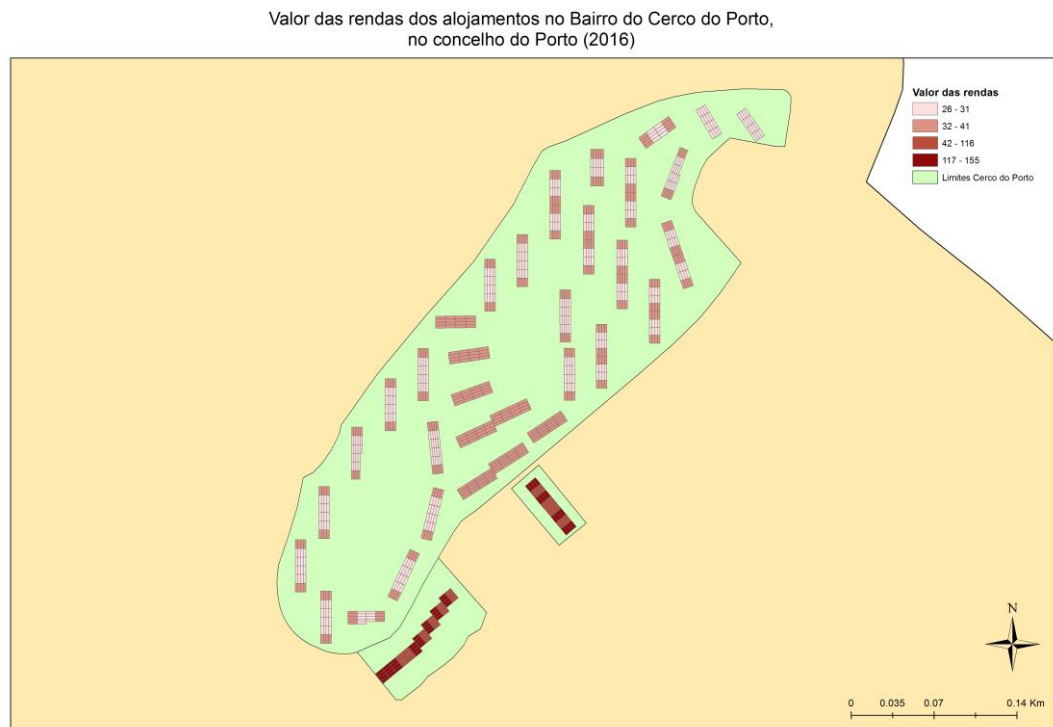 Valor das rendas dos alojamentos no Bairro do Cerco do Porto,
no concelho do Porto (2016)
Valor das rendas
26 - 31
32 - 41
42 - 116
117 - 155
Limites Cerco do Porto
N
0 0.035 0.07 0.14 Km